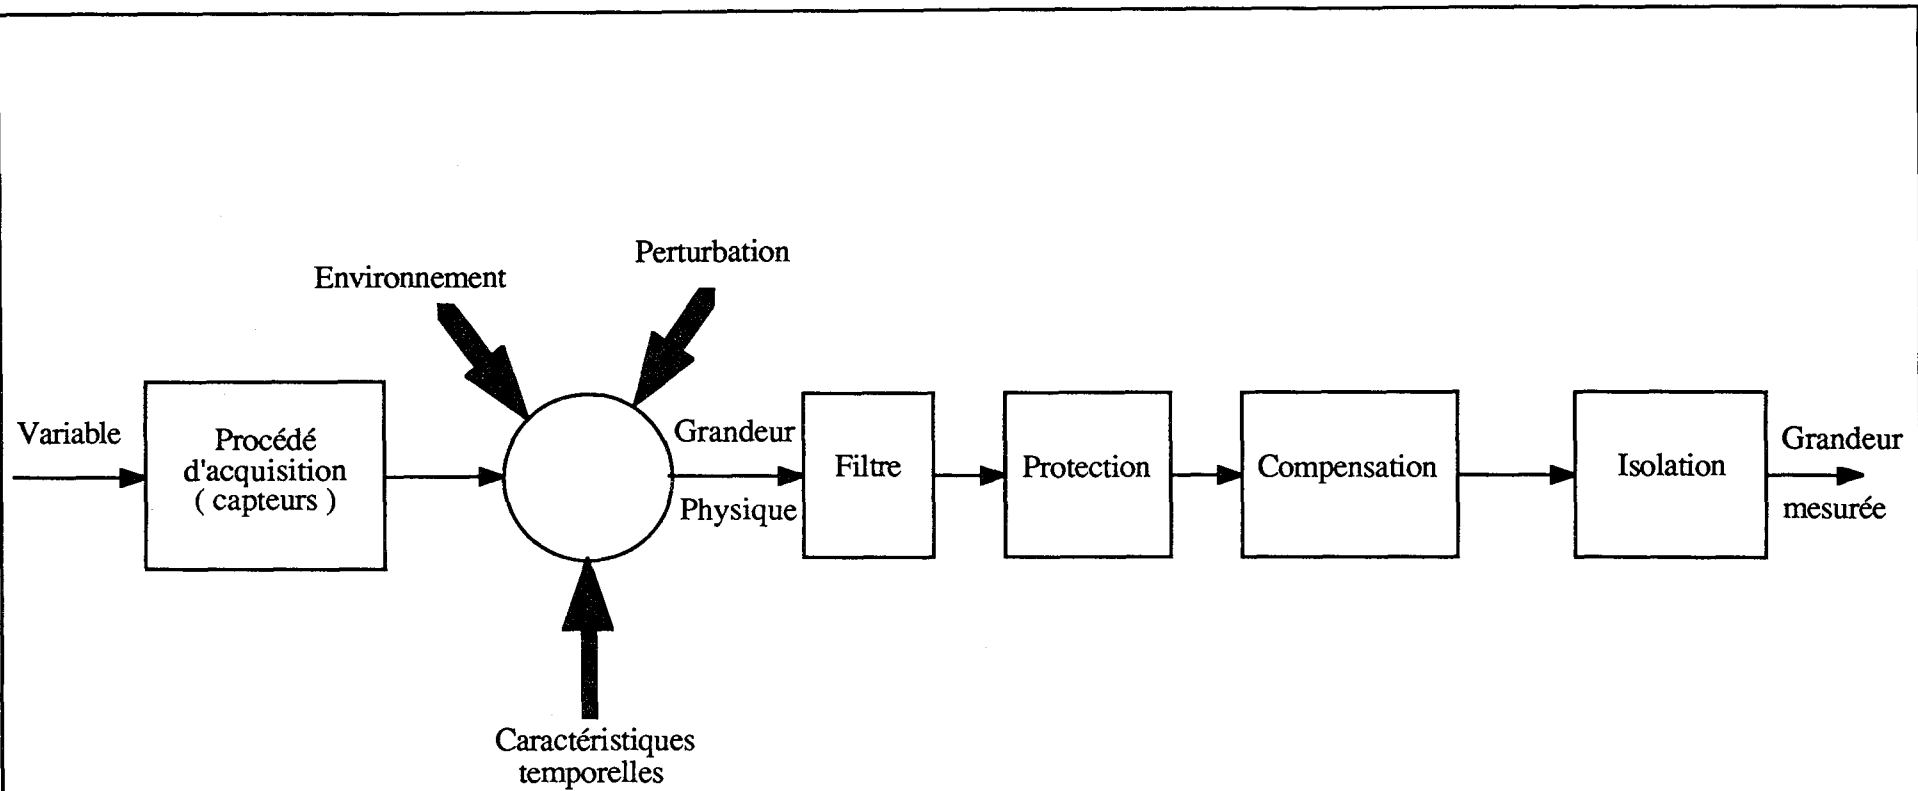 Perturbation
Environnement
Variable
Procédé
d'acquisition
( capteurs )
Grandeur
Physique
Filtre
Protection
Compensation
Isolation
Grandeur
mesurée
Caractéristiques
temporelles